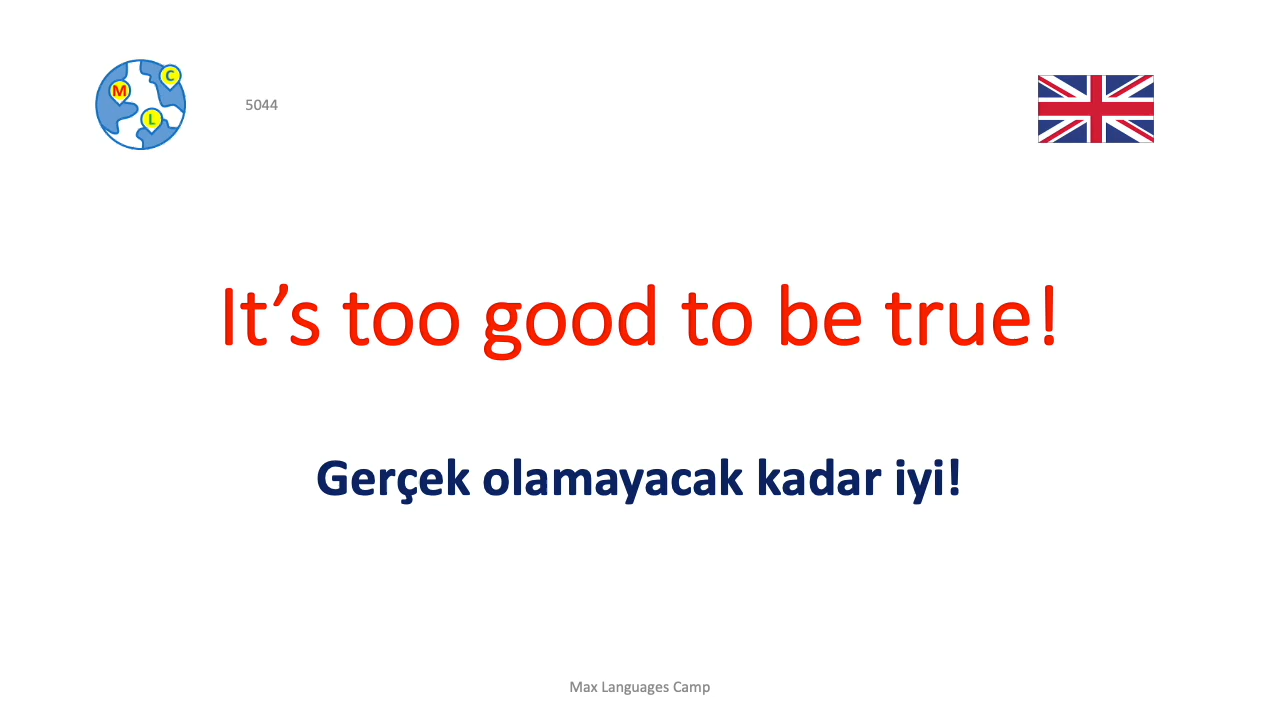 M
C
L
5044
It’s too good to be true!
Gerçek olamayacak kadar iyi!
Max Languages Camp